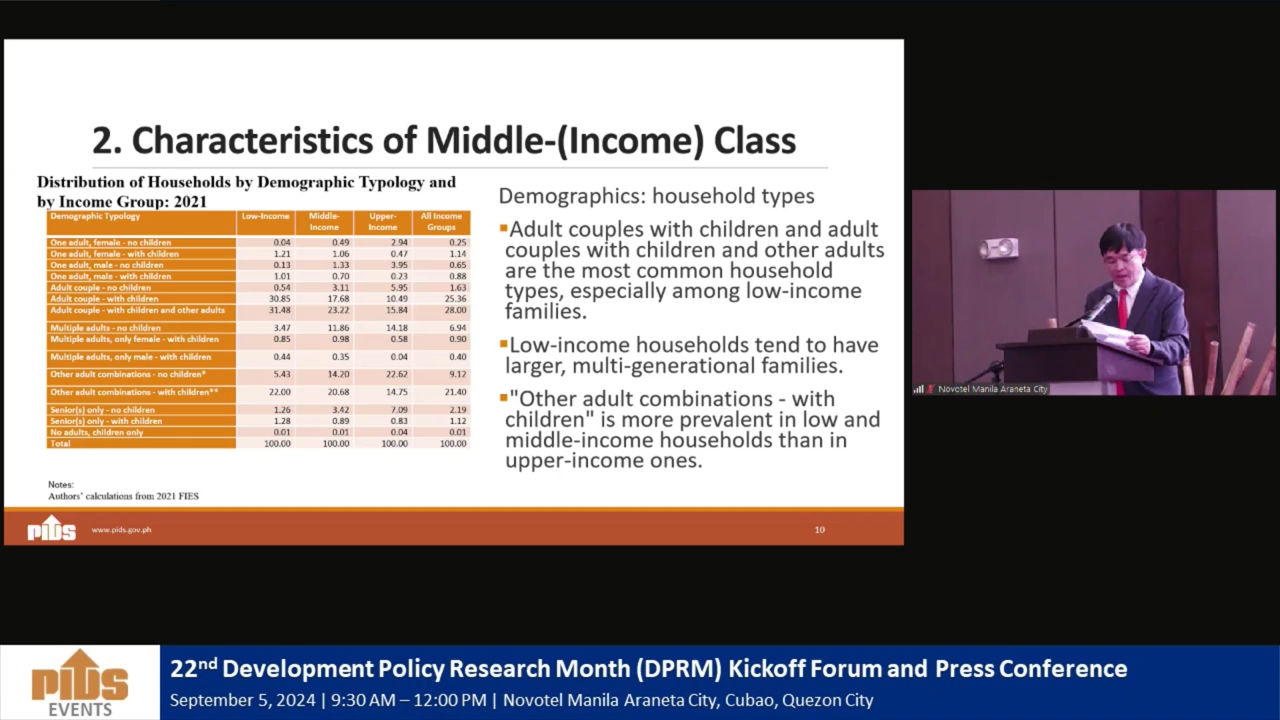 2. Characteristics of Middle-(Income) Class
Distribution of Households by Demographic Typology and
by Income Group: 2021
Demographic Typology Low-Income Middle-Income Upper-Income All Income Groups
One adult, female - no children 0.04 0.49 2.94 0.25
One adult, female - with children 1.21 1.06 0.47 1.14
One adult, male - no children 0.13 1.33 3.95 0.65
One adult, male - with children 1.01 0.70 0.23 0.88
Adult couple - no children 0.54 3.11 5.95 1.63
Adult couple - with children 30.85 17.68 10.49 25.36
Adult couple - with children and other adults 31.48 23.22 15.84 28.00
Multiple adults - no children 3.47 11.86 14.18 6.94
Multiple adults, only female - with children 0.85 0.98 0.58 0.90
Multiple adults, only male - with children 0.44 0.35 0.04 0.40
Other adult combinations - no children* 5.43 14.20 22.62 9.12
Other adult combinations - with children** 22.00 20.68 14.75 21.40
Senior(s) only - no children 1.26 3.42 7.09 2.19
Senior(s) only - with children 1.28 0.89 0.83 1.12
No adults, children only 0.01 0.01 0.04 0.01
Total 100.00 100.00 100.00 100.00
Notes:
Authors' calculations from 2021 FIES
Demographics: household types
▪Adult couples with children and adult
couples with children and other adults
are the most common household
types, especially among low-income
families.
▪Low-income households tend to have
larger, multi-generational families.
▪"Other adult combinations - with
children" is more prevalent in low and
middle-income households than in
upper-income ones.
PIDS
www.pids.gov.ph
10
Novotel Manila Araneta City
PIDS
EVENTS
22nd Development Policy Research Month (DPRM) Kickoff Forum and Press Conference
September 5, 2024 | 9:30 AM – 12:00 PM | Novotel Manila Araneta City, Cubao, Quezon City